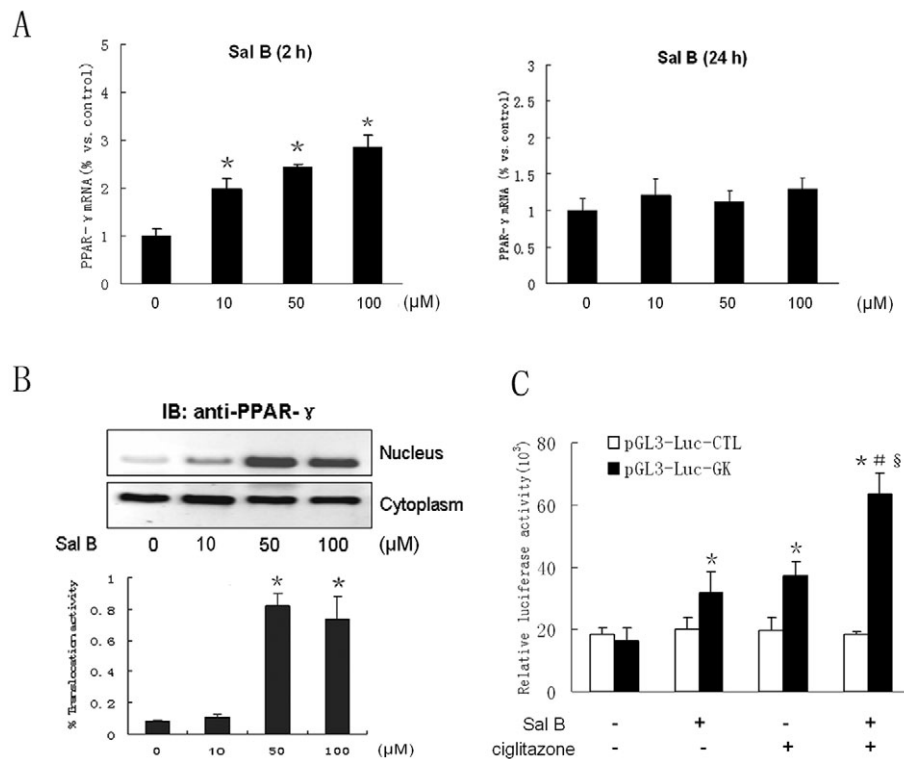 A
Sal B (2 h)
PPAR-γ mRNA (% vs. control)
5
4
3
2
1
0
* * *
0 10 50 100 (µM)
Sal B (24 h)
PPAR-γ mRNA (% vs. control)
3
2.5
2
1.5
1
0.5
0
0 10 50 100 (µM)
B
IB: anti-PPAR-γ
Nucleus
Cytoplasm
Sal B 0 10 50 100 (µM)
% Translocation activity
1
0.8
0.6
0.4
0.2
0
* *
0 10 50 100 (µM)
C
pGL3-Luc-CTL
pGL3-Luc-GK
Relative luciferase activity(10³)
80
60
40
20
0
* * * # §
Sal B - + - +
ciglitazone - - + +